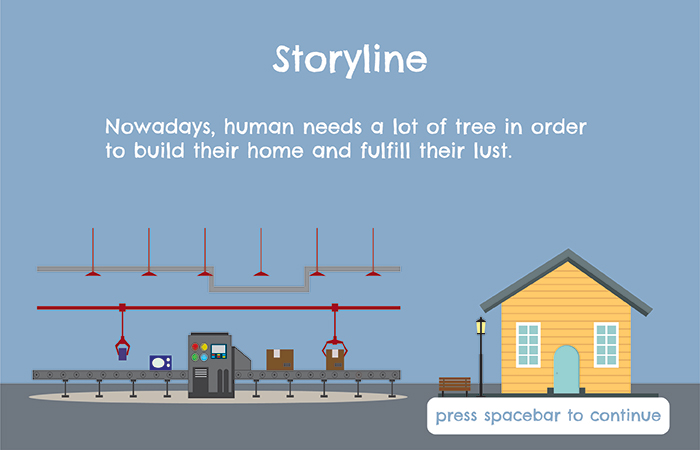 Storyline
Nowadays, human needs a lot of tree in order
to build their home and fulfill their lust.
press spacebar to continue